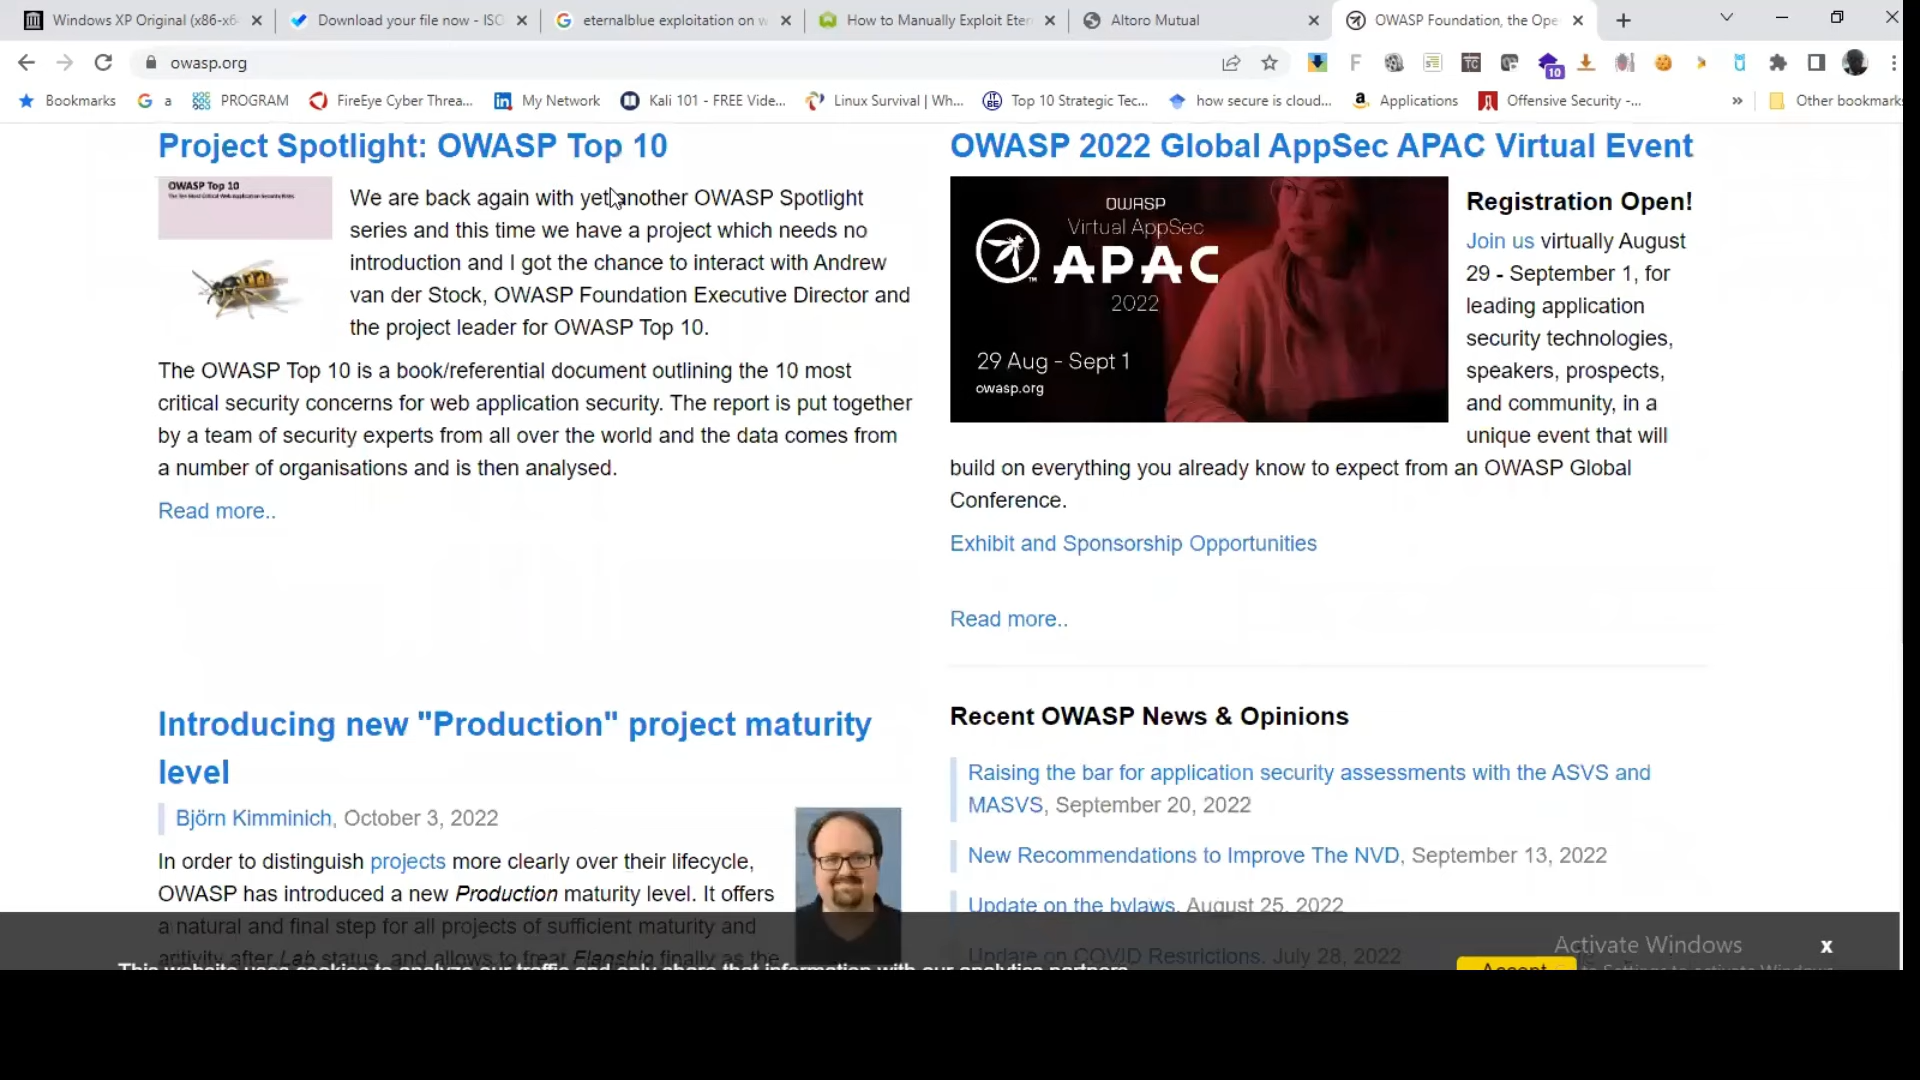 Windows XP Original (x86-x6
Download your file now - ISO
eternalblue exploitation on w
How to Manually Exploit Eter
Altoro Mutual
OWASP Foundation, the Ope
owasp.org
F
TC
10
Bookmarks
a
PROGRAM
FireEye Cyber Threa...
My Network
Kali 101 - FREE Vide...
Linux Survival | Wh...
Top 10 Strategic Tec...
how secure is cloud...
Applications
Offensive Security -...
»
Other bookmarks
Project Spotlight: OWASP Top 10
OWASP Top 10
We are back again with yet another OWASP Spotlight
series and this time we have a project which needs no
introduction and I got the chance to interact with Andrew
van der Stock, OWASP Foundation Executive Director and
the project leader for OWASP Top 10.
The OWASP Top 10 is a book/referential document outlining the 10 most
critical security concerns for web application security. The report is put together
by a team of security experts from all over the world and the data comes from
a number of organisations and is then analysed.
Read more..
Introducing new "Production" project maturity
level
Björn Kimminich, October 3, 2022
In order to distinguish projects more clearly over their lifecycle,
OWASP has introduced a new Production maturity level. It offers
a natural and final step for all projects of sufficient maturity and
activity after Lab status, and allows to treat Flagship finally as the
OWASP 2022 Global AppSec APAC Virtual Event
OWASP
Virtual AppSec
APAC
2022
29 Aug - Sept 1
owasp.org
Registration Open!
Join us virtually August
29 - September 1, for
leading application
security technologies,
speakers, prospects,
and community, in a
unique event that will
build on everything you already know to expect from an OWASP Global
Conference.
Exhibit and Sponsorship Opportunities
Read more..
Recent OWASP News & Opinions
Raising the bar for application security assessments with the ASVS and
MASVS, September 20, 2022
New Recommendations to Improve The NVD, September 13, 2022
Update on the bylaws, August 25, 2022
Update on COVID Restrictions, July 28, 2022
This website uses cookies to analyze our traffic and only share that information with our analytics partners.
Accept
x
Activate Windows
to Settings to activate Windows.